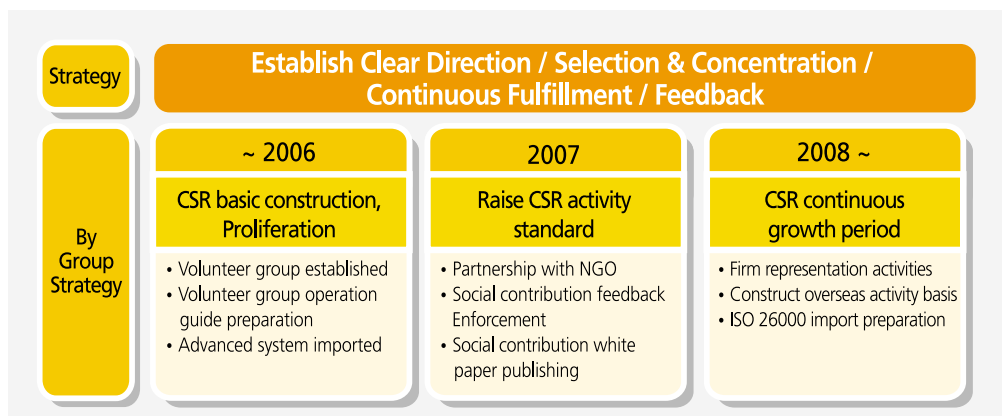 Strategy
Establish Clear Direction / Selection & Concentration /
Continuous Fulfillment / Feedback
By
Group
Strategy
~ 2006
CSR basic construction,
Proliferation
• Volunteer group established
• Volunteer group operation
guide preparation
• Advanced system imported
2007
Raise CSR activity
standard
• Partnership with NGO
• Social contribution feedback
Enforcement
• Social contribution white
paper publishing
2008 ~
CSR continuous
growth period
• Firm representation activities
• Construct overseas activity basis
• ISO 26000 import preparation